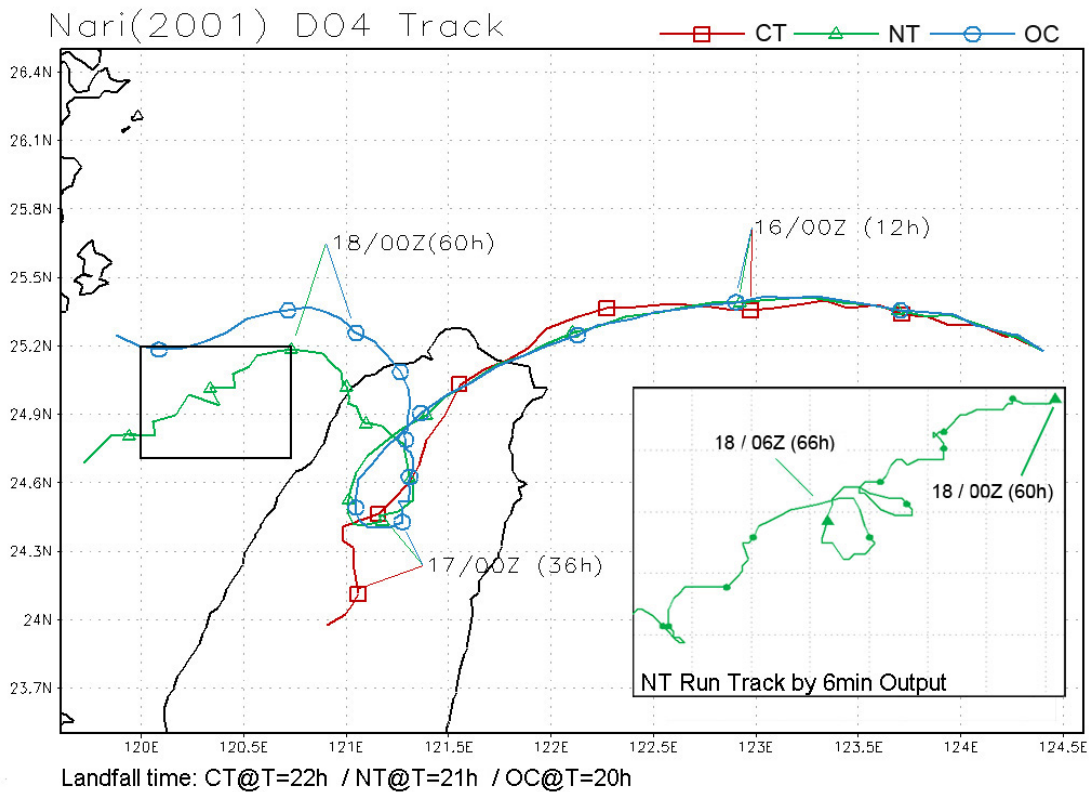 Nari(2001) D04 Track
CT NT OC
26.4N
26.1N
25.8N
25.5N
25.2N
24.9N
24.6N
24.3N
24N
23.7N
18/00Z(60h)
16/00Z (12h)
17/00Z (36h)
18 / 06Z (66h)
18 / 00Z (60h)
NT Run Track by 6min Output
120E 120.5E 121E 121.5E 122E 122.5E 123E 123.5E 124E 124.5E
Landfall time: CT@T=22h / NT@T=21h / OC@T=20h